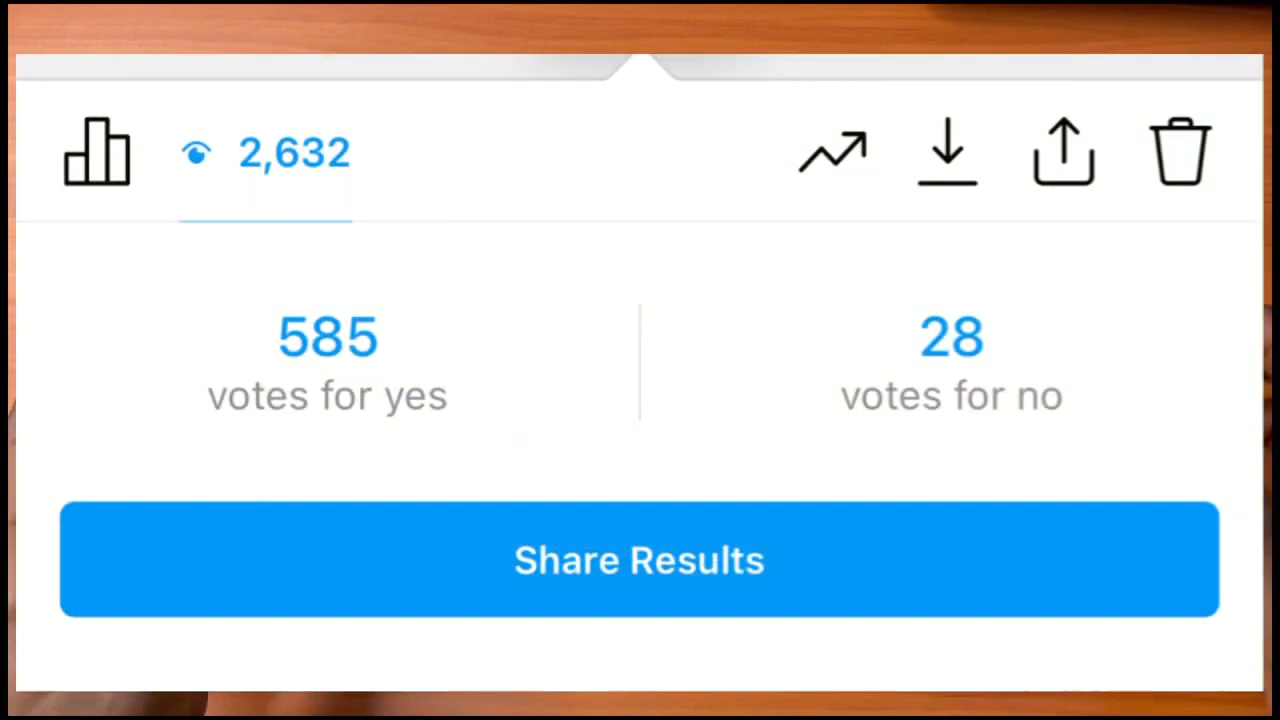 2,632
585
votes for yes
28
votes for no
Share Results